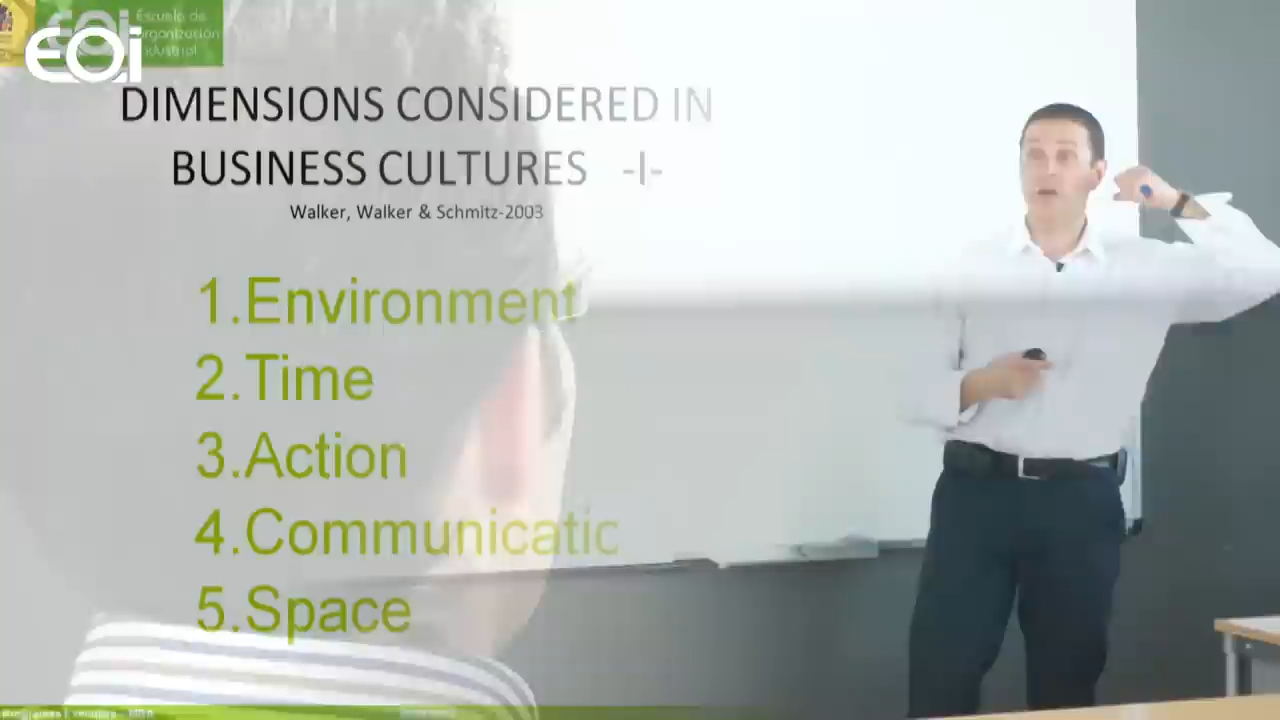 Escuela de
organización
industrial
EOi
DIMENSIONS CONSIDERED IN
BUSINESS CULTURES -I-
Walker, Walker & Schmitz-2003
1.Environment
2.Time
3.Action
4.Communicatic
5.Space